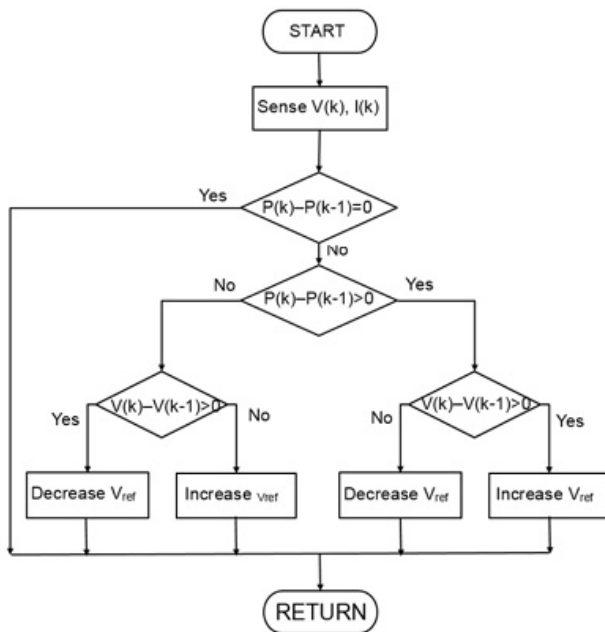 START
Sense V(k), I(k)
Yes
P(k)–P(k-1)=0
No
No
P(k)–P(k-1)>0
Yes
V(k)–V(k-1)>0
V(k)–V(k-1)>0
Yes
No
No
Yes
Decrease Vref
Increase Vref
Decrease Vref
Increase Vref
RETURN